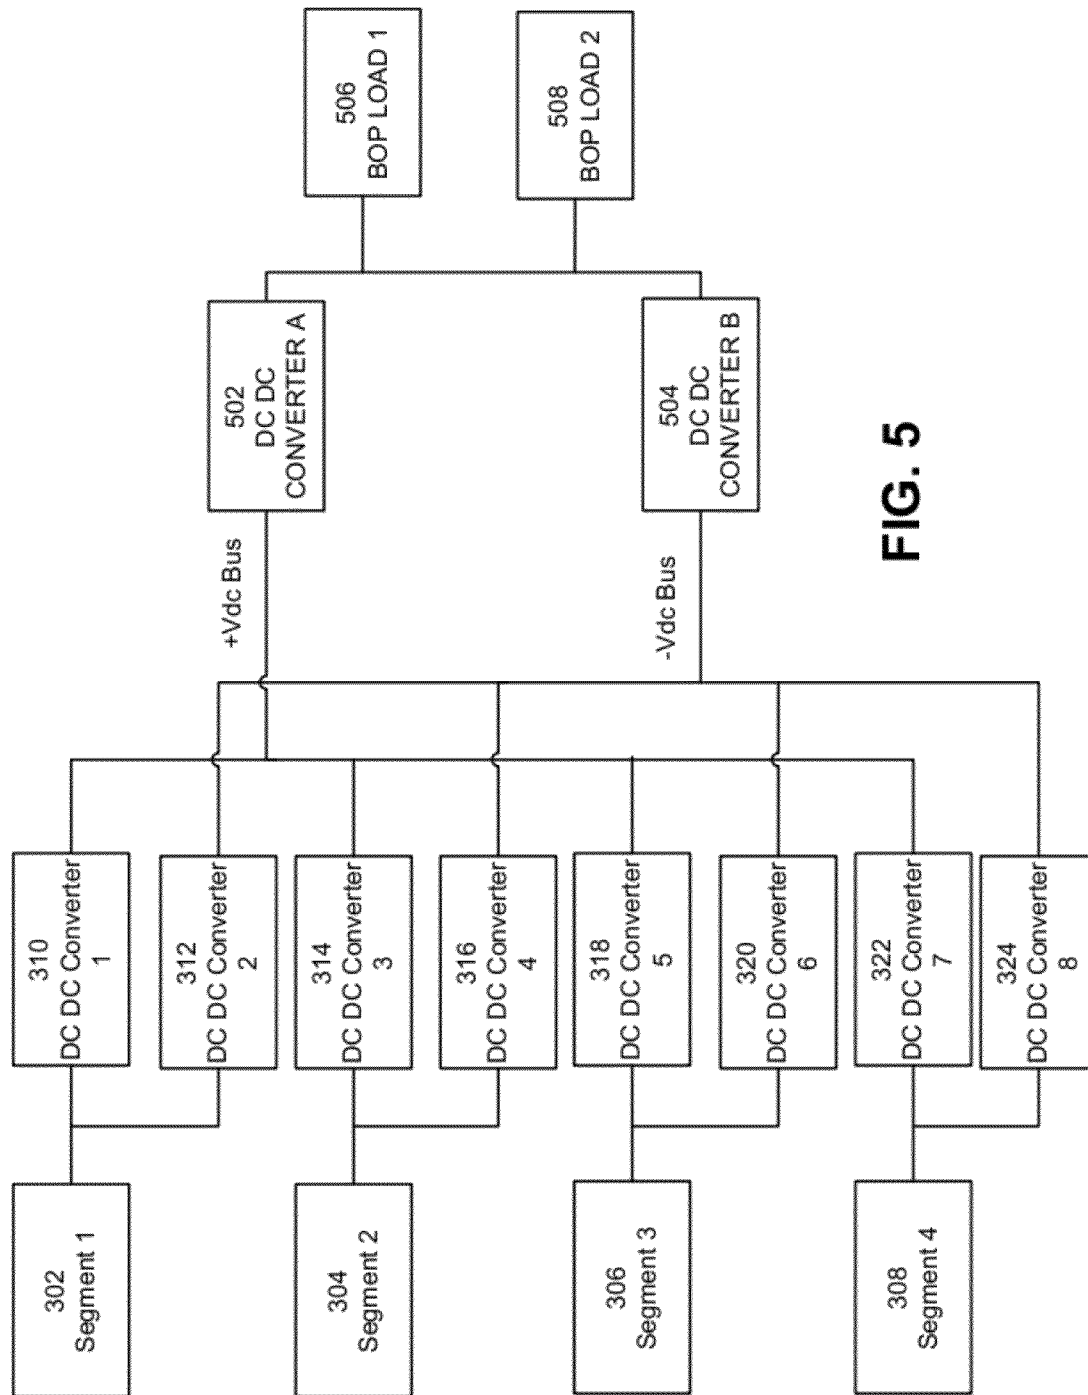 302
Segment 1
304
Segment 2
306
Segment 3
308
Segment 4
310
DC DC Converter
1
312
DC DC Converter
2
314
DC DC Converter
3
316
DC DC Converter
4
318
DC DC Converter
5
320
DC DC Converter
6
322
DC DC Converter
7
324
DC DC Converter
8
+Vdc Bus
-Vdc Bus
502
DC DC
CONVERTER A
504
DC DC
CONVERTER B
506
BOP LOAD 1
508
BOP LOAD 2
FIG. 5